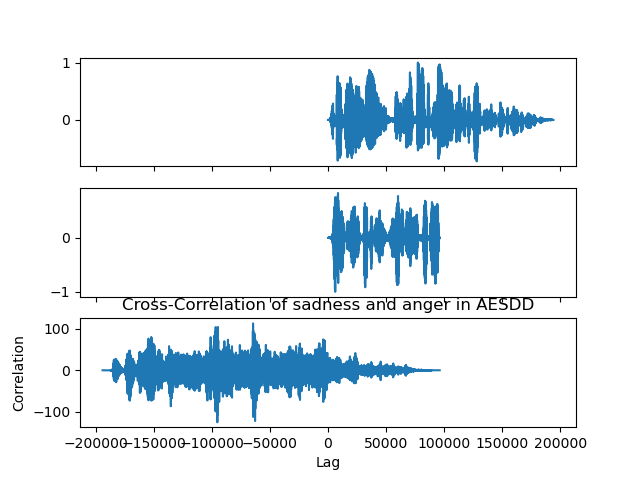 1
0
0
−1
Cross-Correlation of sadness and anger in AESDD
100
0
−100
Correlation
−200000 −150000 −100000 −50000 0 50000 100000 150000 200000
Lag